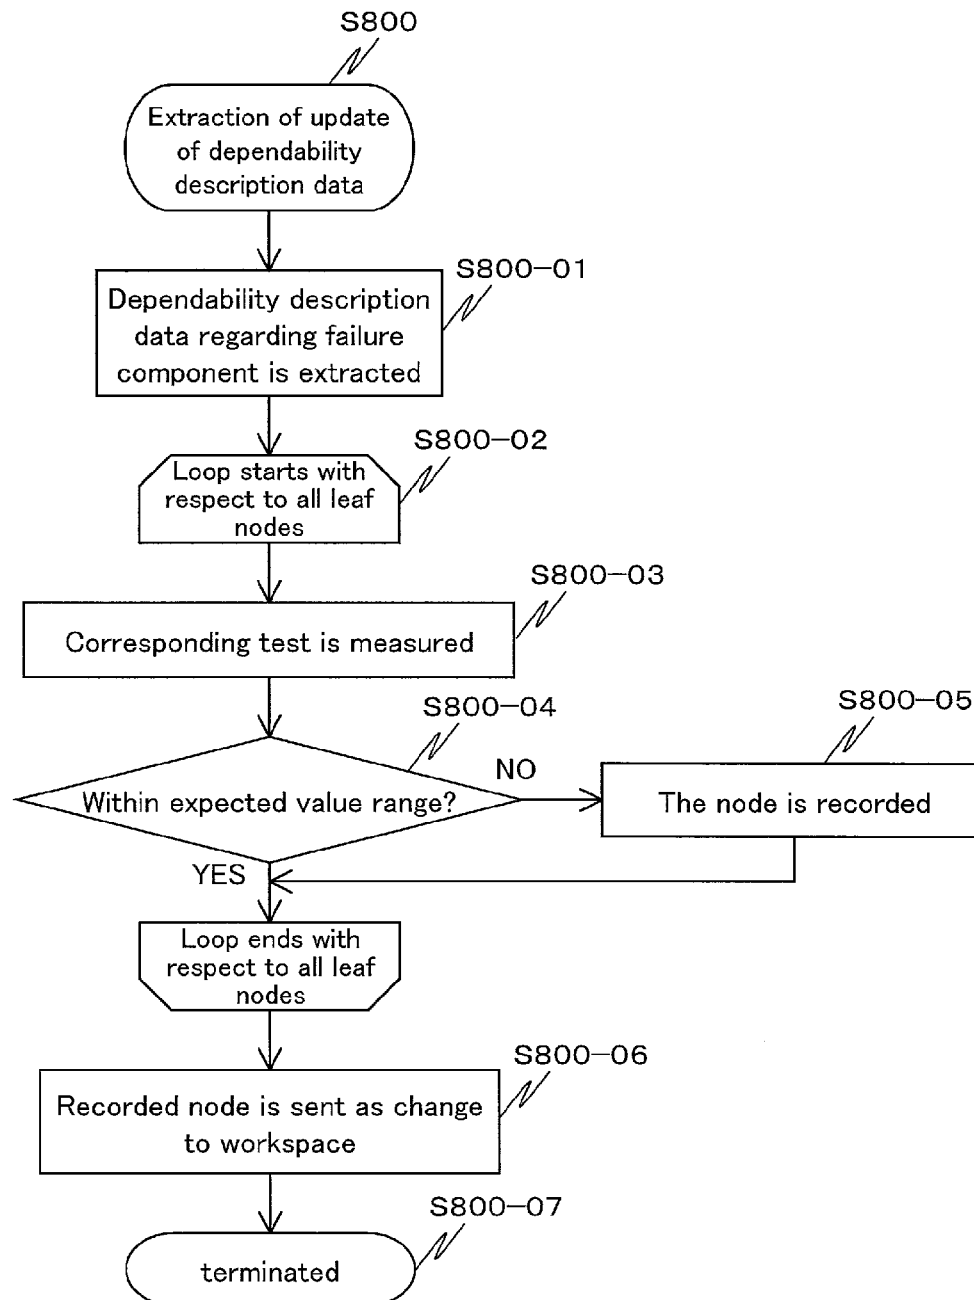 S800
Extraction of update
of dependability
description data
S800-01
Dependability description
data regarding failure
component is extracted
S800-02
Loop starts with
respect to all leaf
nodes
S800-03
Corresponding test is measured
S800-04
Within expected value range?
NO
S800-05
The node is recorded
YES
Loop ends with
respect to all leaf
nodes
S800-06
Recorded node is sent as change
to workspace
S800-07
terminated